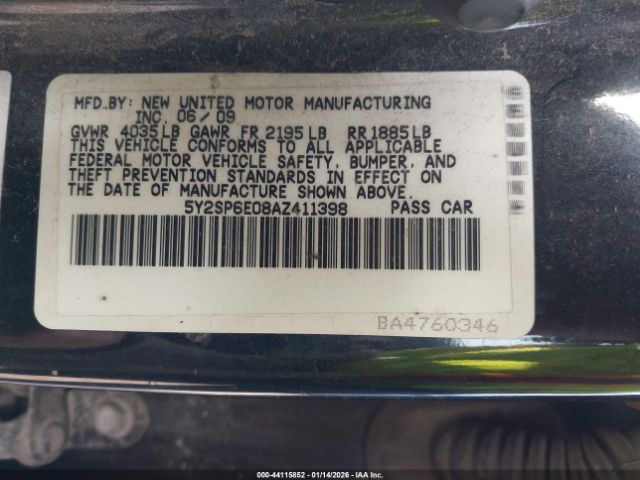 MFD.BY: NEW UNITED MOTOR MANUFACTURING
INC. 06/09
GVWR 4035LB GAWR FR 2195LB RR1885LB
THIS VEHICLE CONFORMS TO ALL APPLICABLE
FEDERAL MOTOR VEHICLE SAFETY, BUMPER, AND
THEFT PREVENTION STANDARDS IN EFFECT ON
THE DATE OF MANUFACTURE SHOWN ABOVE.
5Y2SP6E08AZ411398 PASS CAR
BA4760346
000-44115852 | 01/14/2026 - IAA Inc.